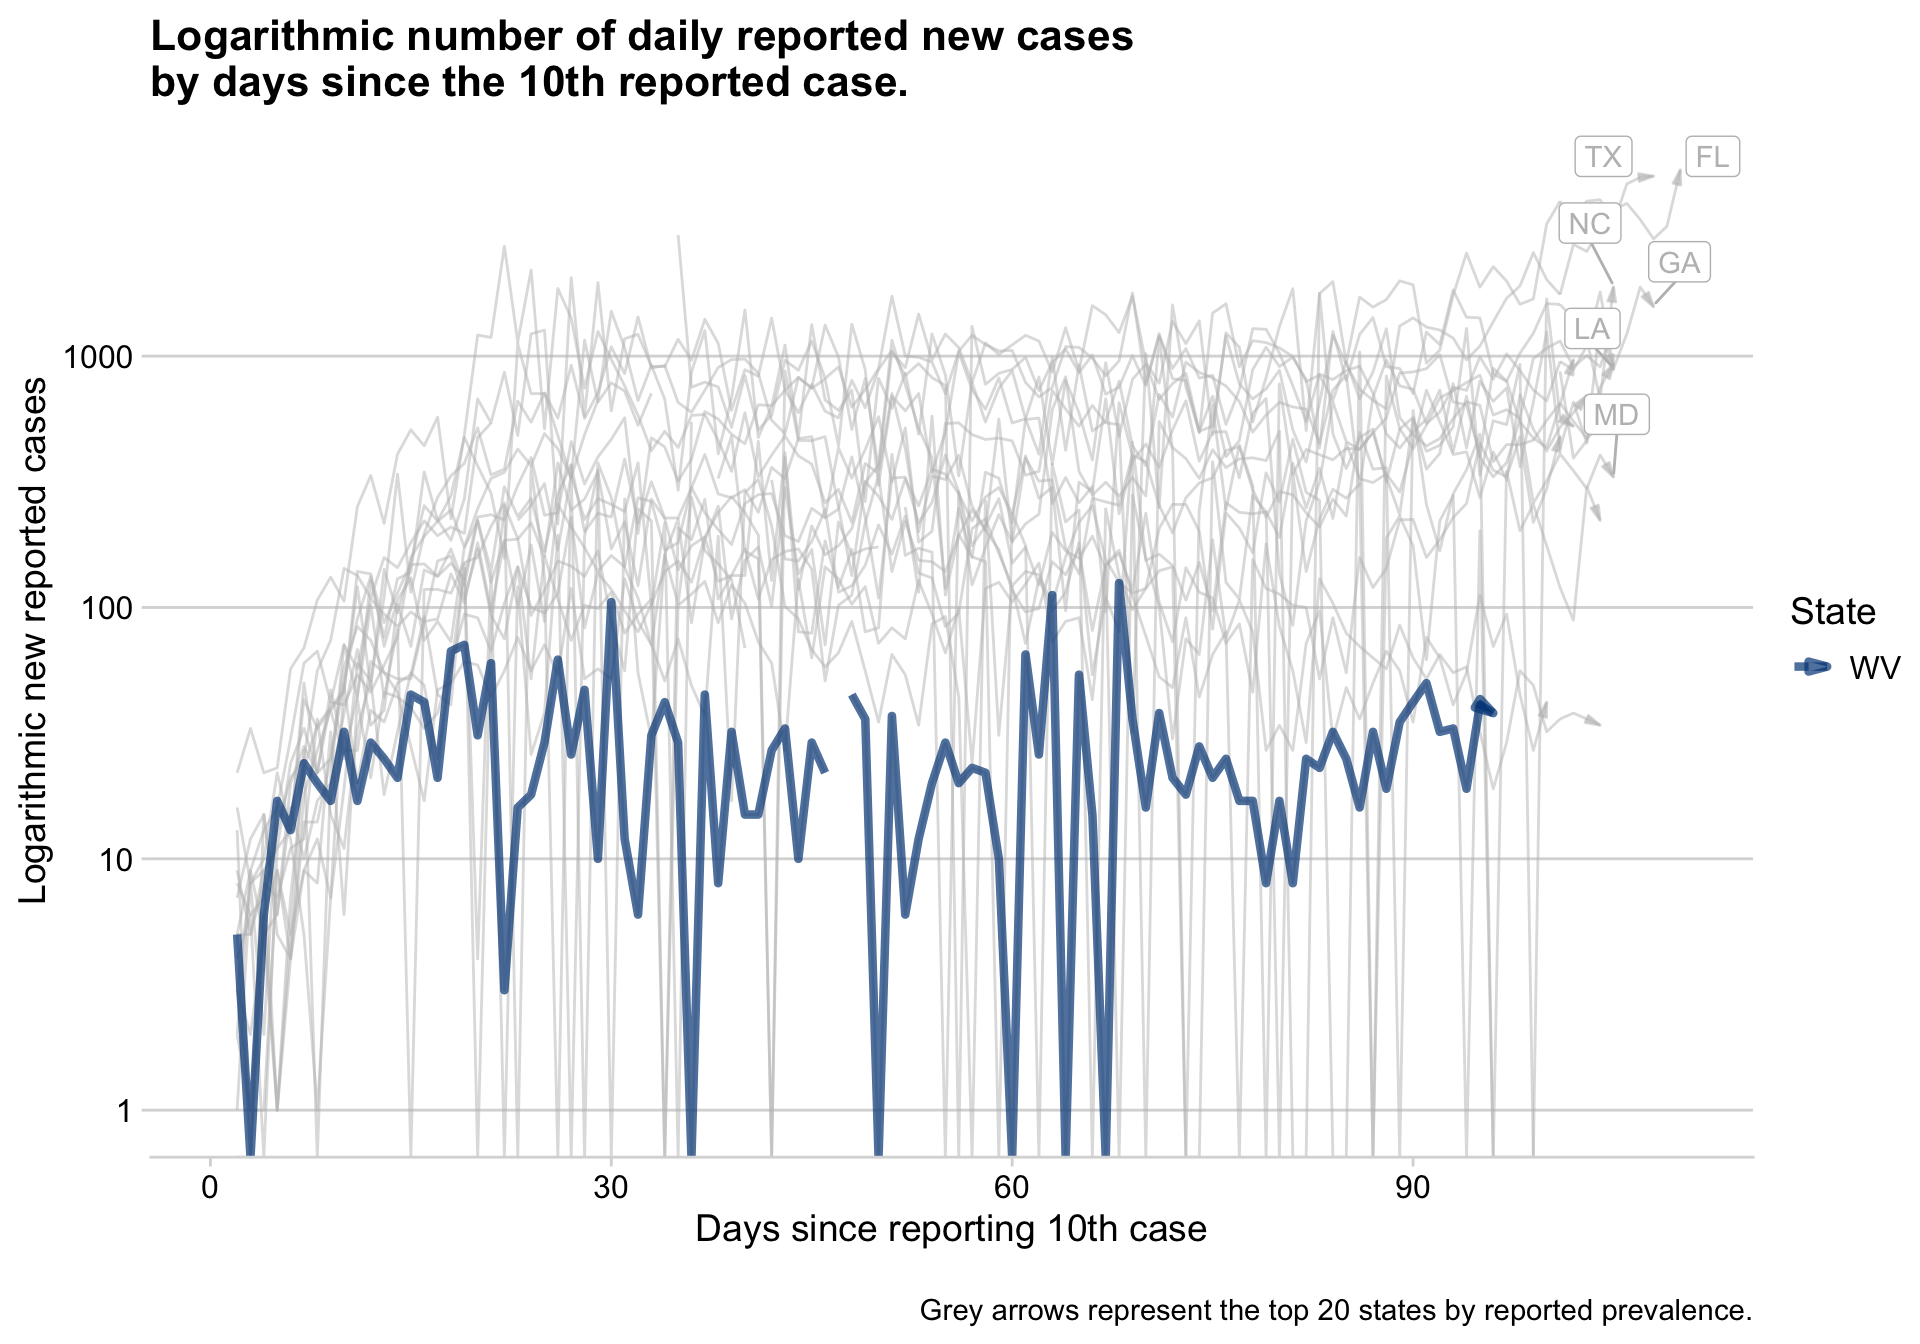 Logarithmic number of daily reported new cases
by days since the 10th reported case.
TX
FL
NC
GA
LA
MD
Logarithmic new reported cases
1000
100
10
1
0
30
60
90
Days since reporting 10th case
State
WV
Grey arrows represent the top 20 states by reported prevalence.